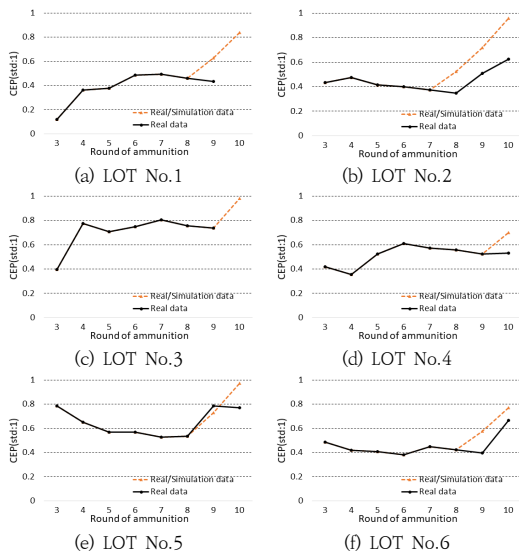 1
0.8
0.6
0.4
0.2
0
CEP(std:1)
Real/Simulation data
Real data
3 4 5 6 7 8 9 10
Round of ammunition
(a) LOT No.1
1
0.8
0.6
0.4
0.2
0
CEP(std:1)
Real/Simulation data
Real data
3 4 5 6 7 8 9 10
Round of ammunition
(b) LOT No.2
1
0.8
0.6
0.4
0.2
0
CEP(std:1)
Real/Simulation data
Real data
3 4 5 6 7 8 9 10
Round of ammunition
(c) LOT No.3
1
0.8
0.6
0.4
0.2
0
CEP(std:1)
Real/Simulation data
Real data
3 4 5 6 7 8 9 10
Round of ammunition
(d) LOT No.4
1
0.8
0.6
0.4
0.2
0
CEP(std:1)
Real/Simulation data
Real data
3 4 5 6 7 8 9 10
Round of ammunition
(e) LOT No.5
1
0.8
0.6
0.4
0.2
0
CEP(std:1)
Real/Simulation data
Real data
3 4 5 6 7 8 9 10
Round of ammunition
(f) LOT No.6